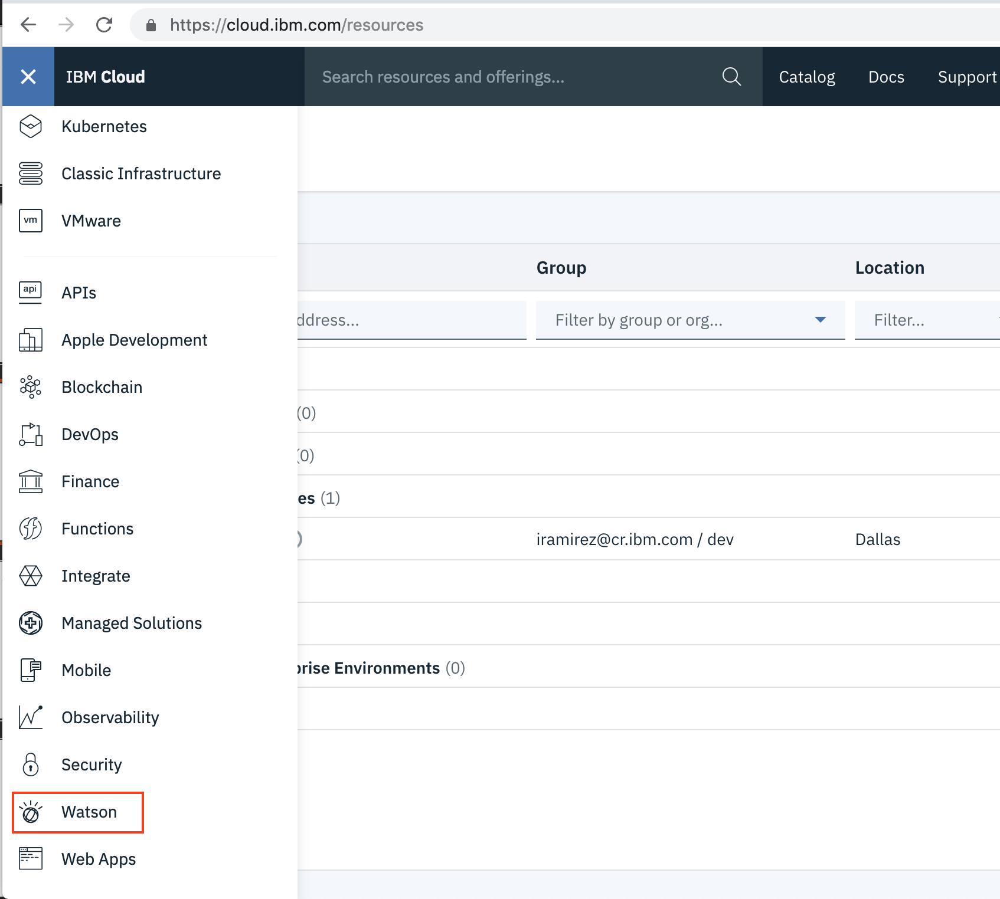 https://cloud.ibm.com/resources
IBM Cloud
Search resources and offerings...
Catalog
Docs
Support
Kubernetes
Classic Infrastructure
vm
VMware
Group
Location
api
APIs
ddress...
Filter by group or org...
Filter...
Apple Development
Blockchain
(0)
DevOps
(0)
Finance
es (1)
Functions
iramirez@cr.ibm.com / dev
Dallas
Integrate
Managed Solutions
Mobile
prise Environments (0)
Observability
Security
Watson
Web Apps